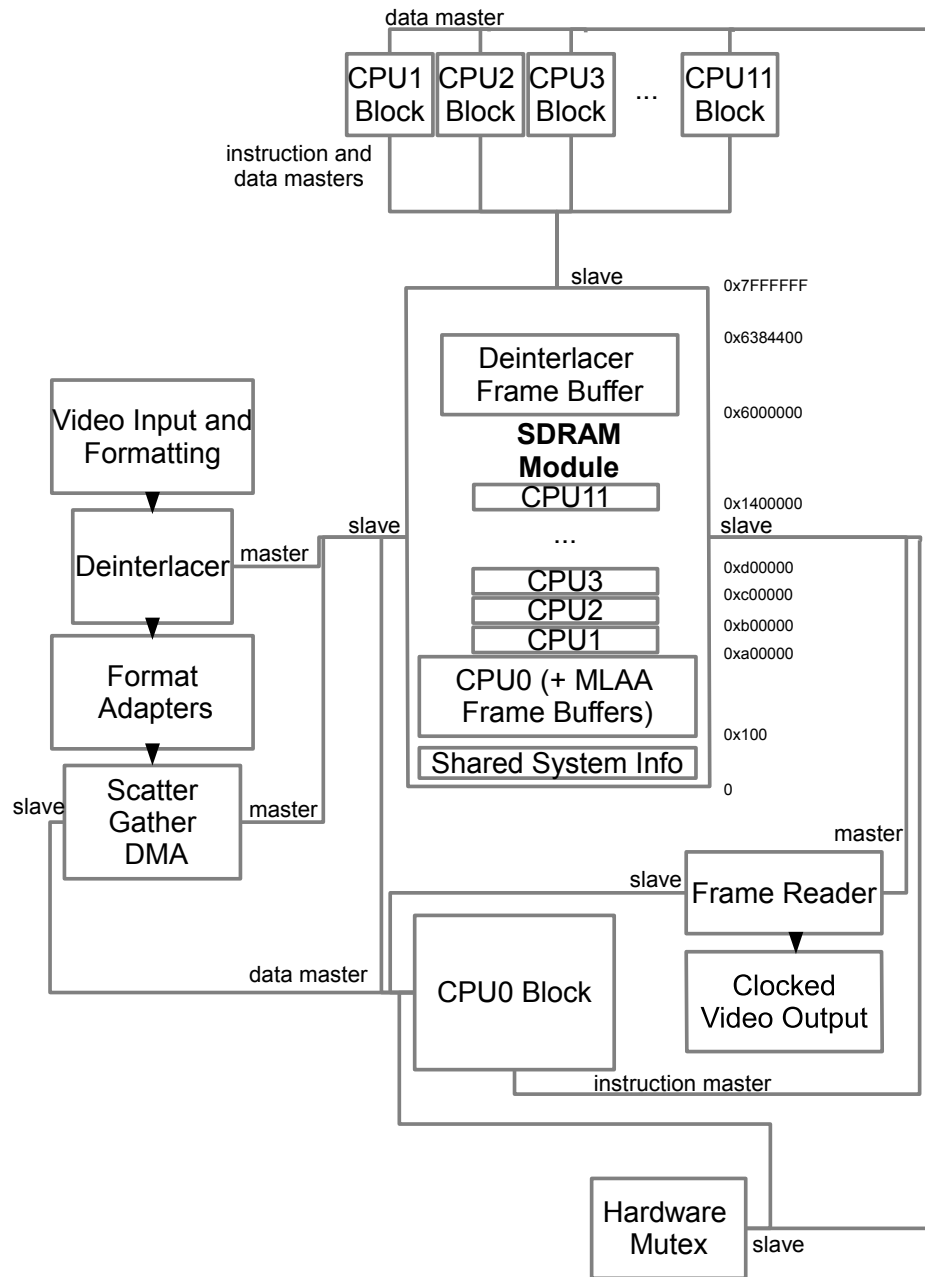 data master
CPU1
Block
CPU2
Block
CPU3
Block
...
CPU11
Block
instruction and
data masters
slave
0x7FFFFFF
0x6384400
Deinterlacer
Frame Buffer
0x6000000
SDRAM
Module
CPU11
0x1400000
...
slave
slave
Video Input and
Formatting
Deinterlacer
master
CPU3
0xd00000
CPU2
0xc00000
CPU1
0xb00000
0xa00000
Format
Adapters
CPU0 (+ MLAA
Frame Buffers)
0x100
Shared System Info
0
slave
Scatter
Gather
DMA
master
master
slave
Frame Reader
data master
CPU0 Block
Clocked
Video Output
instruction master
Hardware
Mutex
slave